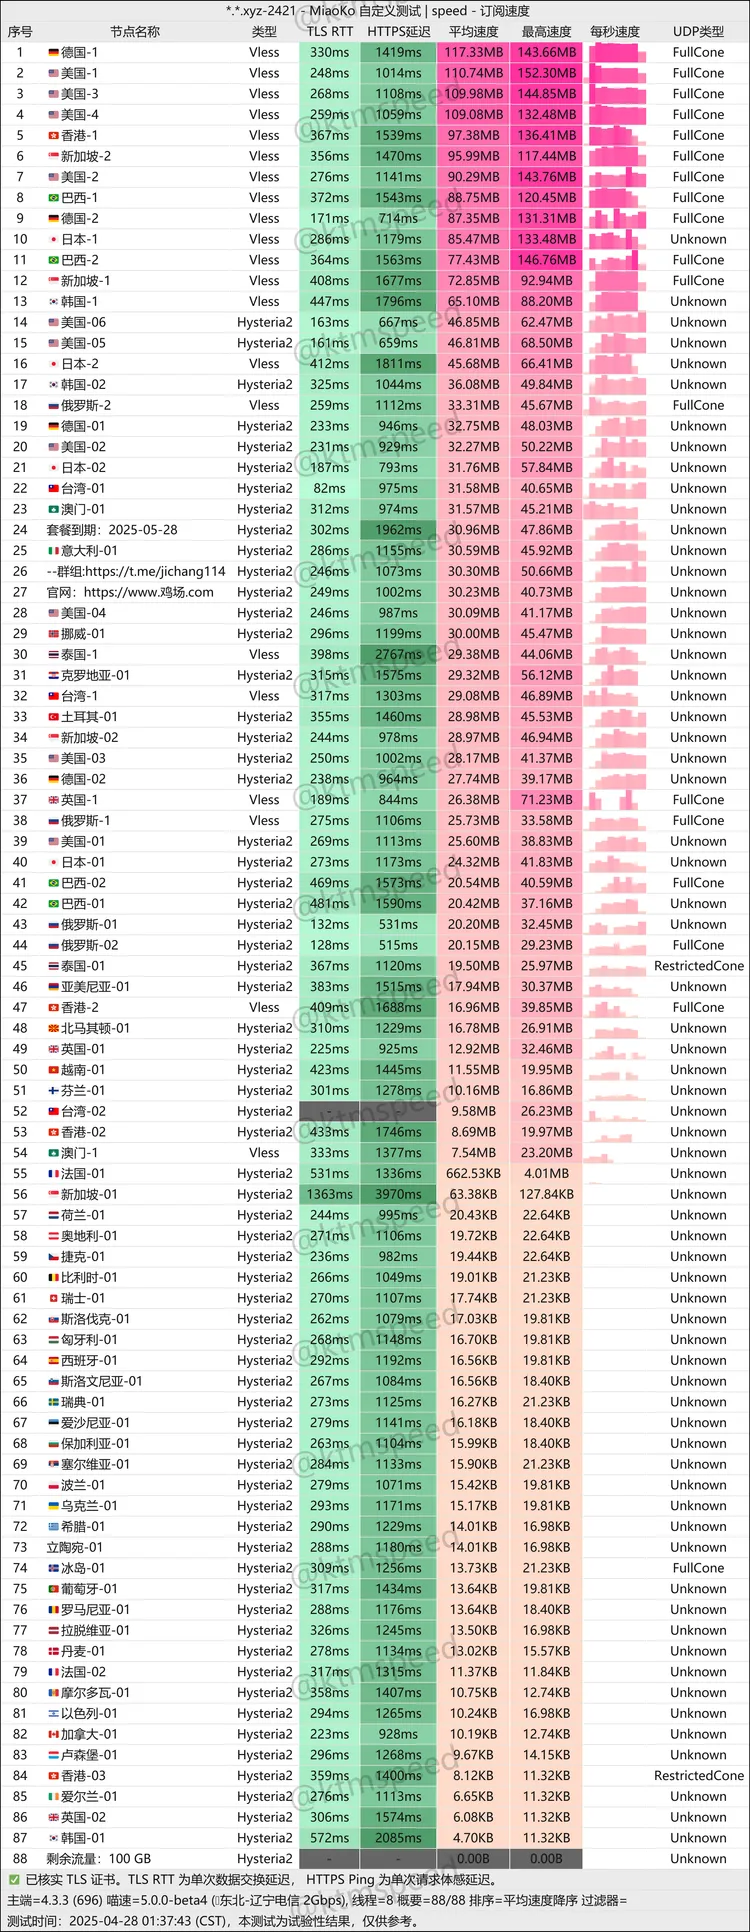 *.*.xyz-2421 - MiaoKo 自定义测试 | speed - 订阅速度
序号 节点名称 类型 TLS RTT HTTPS延迟 平均速度 最高速度 每秒速度 UDP类型
1 德国-1 Vless 330ms 1419ms 117.33MB 143.66MB FullCone
2 美国-1 Vless 248ms 1014ms 110.74MB 152.30MB FullCone
3 美国-3 Vless 268ms 1108ms 109.98MB 144.85MB FullCone
4 美国-4 Vless 259ms 1059ms 109.08MB 132.48MB FullCone
5 香港-1 Vless 367ms 1539ms 97.38MB 136.41MB FullCone
6 新加坡-2 Vless 356ms 1470ms 95.99MB 117.44MB FullCone
7 美国-2 Vless 276ms 1141ms 90.29MB 143.76MB FullCone
8 巴西-1 Vless 372ms 1543ms 88.75MB 120.45MB FullCone
9 德国-2 Vless 171ms 714ms 87.35MB 131.31MB FullCone
10 日本-1 Vless 286ms 1179ms 85.47MB 133.48MB Unknown
11 巴西-2 Vless 364ms 1563ms 77.43MB 146.76MB FullCone
12 新加坡-1 Vless 408ms 1677ms 72.85MB 92.94MB FullCone
13 韩国-1 Vless 447ms 1796ms 65.10MB 88.20MB Unknown
14 美国-06 Hysteria2 163ms 667ms 46.85MB 62.47MB Unknown
15 美国-05 Hysteria2 161ms 659ms 46.81MB 68.50MB Unknown
16 日本-2 Vless 412ms 1811ms 45.68MB 66.41MB Unknown
17 韩国-02 Hysteria2 325ms 1044ms 36.08MB 49.84MB Unknown
18 俄罗斯-2 Vless 259ms 1112ms 33.31MB 45.67MB FullCone
19 德国-01 Hysteria2 233ms 946ms 32.75MB 48.03MB Unknown
20 美国-02 Hysteria2 231ms 929ms 32.27MB 50.22MB Unknown
21 日本-02 Hysteria2 187ms 793ms 31.76MB 57.84MB Unknown
22 台湾-01 Hysteria2 82ms 975ms 31.58MB 40.65MB Unknown
23 澳门-01 Hysteria2 312ms 974ms 31.57MB 45.21MB Unknown
24 套餐到期：2025-05-28 Hysteria2 302ms 1962ms 30.96MB 47.86MB Unknown
25 意大利-01 Hysteria2 286ms 1155ms 30.59MB 45.92MB Unknown
26 --群组:https://t.me/jichang114 Hysteria2 246ms 1073ms 30.30MB 50.66MB Unknown
27 官网：https://www.鸡场.com Hysteria2 249ms 1002ms 30.23MB 40.73MB Unknown
28 美国-04 Hysteria2 246ms 987ms 30.09MB 41.17MB Unknown
29 挪威-01 Hysteria2 296ms 1199ms 30.00MB 45.47MB Unknown
30 泰国-1 Vless 398ms 2767ms 29.38MB 44.06MB Unknown
31 克罗地亚-01 Hysteria2 315ms 1575ms 29.32MB 56.12MB Unknown
32 台湾-1 Vless 317ms 1303ms 29.08MB 46.89MB Unknown
33 土耳其-01 Hysteria2 355ms 1460ms 28.98MB 45.53MB Unknown
34 新加坡-02 Hysteria2 244ms 978ms 28.97MB 46.94MB Unknown
35 美国-03 Hysteria2 250ms 1002ms 28.17MB 41.37MB Unknown
36 德国-02 Hysteria2 238ms 964ms 27.74MB 39.17MB Unknown
37 英国-1 Vless 189ms 844ms 26.38MB 71.23MB FullCone
38 俄罗斯-1 Vless 275ms 1106ms 25.73MB 33.58MB FullCone
39 美国-01 Hysteria2 269ms 1113ms 25.60MB 38.83MB Unknown
40 日本-01 Hysteria2 273ms 1173ms 24.32MB 41.83MB Unknown
41 巴西-02 Hysteria2 469ms 1573ms 20.54MB 40.59MB FullCone
42 巴西-01 Hysteria2 481ms 1590ms 20.42MB 37.16MB Unknown
43 俄罗斯-01 Hysteria2 132ms 531ms 20.20MB 32.45MB Unknown
44 俄罗斯-02 Hysteria2 128ms 515ms 20.15MB 29.23MB FullCone
45 泰国-01 Hysteria2 367ms 1120ms 19.50MB 25.97MB RestrictedCone
46 亚美尼亚-01 Hysteria2 383ms 1515ms 17.94MB 30.37MB Unknown
47 香港-2 Vless 409ms 1688ms 16.96MB 39.85MB FullCone
48 北马其顿-01 Hysteria2 310ms 1229ms 16.78MB 26.91MB Unknown
49 英国-01 Hysteria2 225ms 925ms 12.92MB 32.46MB Unknown
50 越南-01 Hysteria2 423ms 1445ms 11.55MB 19.95MB Unknown
51 芬兰-01 Hysteria2 301ms 1278ms 10.16MB 16.86MB Unknown
52 台湾-02 Hysteria2 - - 9.58MB 26.23MB Unknown
53 香港-02 Hysteria2 433ms 1746ms 8.69MB 19.97MB Unknown
54 澳门-1 Vless 333ms 1377ms 7.54MB 23.20MB Unknown
55 法国-01 Hysteria2 531ms 1336ms 662.53KB 4.01MB Unknown
56 新加坡-01 Hysteria2 1363ms 3970ms 63.38KB 127.84KB Unknown
57 荷兰-01 Hysteria2 244ms 995ms 20.43KB 22.64KB Unknown
58 奥地利-01 Hysteria2 271ms 1106ms 19.72KB 22.64KB Unknown
59 捷克-01 Hysteria2 236ms 982ms 19.44KB 22.64KB Unknown
60 比利时-01 Hysteria2 266ms 1049ms 19.01KB 21.23KB Unknown
61 瑞士-01 Hysteria2 270ms 1107ms 17.74KB 21.23KB Unknown
62 斯洛伐克-01 Hysteria2 262ms 1079ms 17.03KB 19.81KB Unknown
63 匈牙利-01 Hysteria2 268ms 1148ms 16.70KB 19.81KB Unknown
64 西班牙-01 Hysteria2 292ms 1192ms 16.56KB 19.81KB Unknown
65 斯洛文尼亚-01 Hysteria2 267ms 1084ms 16.56KB 18.40KB Unknown
66 瑞典-01 Hysteria2 273ms 1125ms 16.27KB 21.23KB Unknown
67 爱沙尼亚-01 Hysteria2 279ms 1141ms 16.18KB 18.40KB Unknown
68 保加利亚-01 Hysteria2 263ms 1104ms 15.99KB 18.40KB Unknown
69 塞尔维亚-01 Hysteria2 284ms 1133ms 15.90KB 21.23KB Unknown
70 波兰-01 Hysteria2 279ms 1071ms 15.42KB 19.81KB Unknown
71 乌克兰-01 Hysteria2 293ms 1171ms 15.17KB 19.81KB Unknown
72 希腊-01 Hysteria2 290ms 1229ms 14.01KB 16.98KB Unknown
73 立陶宛-01 Hysteria2 288ms 1180ms 14.01KB 16.98KB Unknown
74 冰岛-01 Hysteria2 309ms 1256ms 13.73KB 21.23KB FullCone
75 葡萄牙-01 Hysteria2 317ms 1434ms 13.64KB 19.81KB Unknown
76 罗马尼亚-01 Hysteria2 288ms 1176ms 13.64KB 18.40KB Unknown
77 拉脱维亚-01 Hysteria2 326ms 1245ms 13.50KB 16.98KB Unknown
78 丹麦-01 Hysteria2 278ms 1134ms 13.02KB 15.57KB Unknown
79 法国-02 Hysteria2 317ms 1315ms 11.37KB 11.84KB Unknown
80 摩尔多瓦-01 Hysteria2 358ms 1407ms 10.75KB 12.74KB Unknown
81 以色列-01 Hysteria2 294ms 1265ms 10.24KB 16.98KB Unknown
82 加拿大-01 Hysteria2 223ms 928ms 10.19KB 12.74KB Unknown
83 卢森堡-01 Hysteria2 296ms 1268ms 9.67KB 14.15KB Unknown
84 香港-03 Hysteria2 359ms 1400ms 8.12KB 11.32KB RestrictedCone
85 爱尔兰-01 Hysteria2 276ms 1113ms 6.65KB 11.32KB Unknown
86 英国-02 Hysteria2 306ms 1574ms 6.08KB 11.32KB Unknown
87 韩国-01 Hysteria2 572ms 2085ms 4.70KB 11.32KB Unknown
88 剩余流量：100 GB Hysteria2 - - 0.00B 0.00B Unknown
✅ 已核实 TLS 证书。TLS RTT 为单次数据交换延迟， HTTPS Ping 为单次请求体感延迟。
主端=4.3.3 (696) 喵速=5.0.0-beta4 (东北-辽宁电信 2Gbps), 线程=8 概要=88/88 排序=平均速度降序 过滤器=
测试时间：2025-04-28 01:37:43 (CST)，本测试为试验性结果，仅供参考。
@ktmspeed